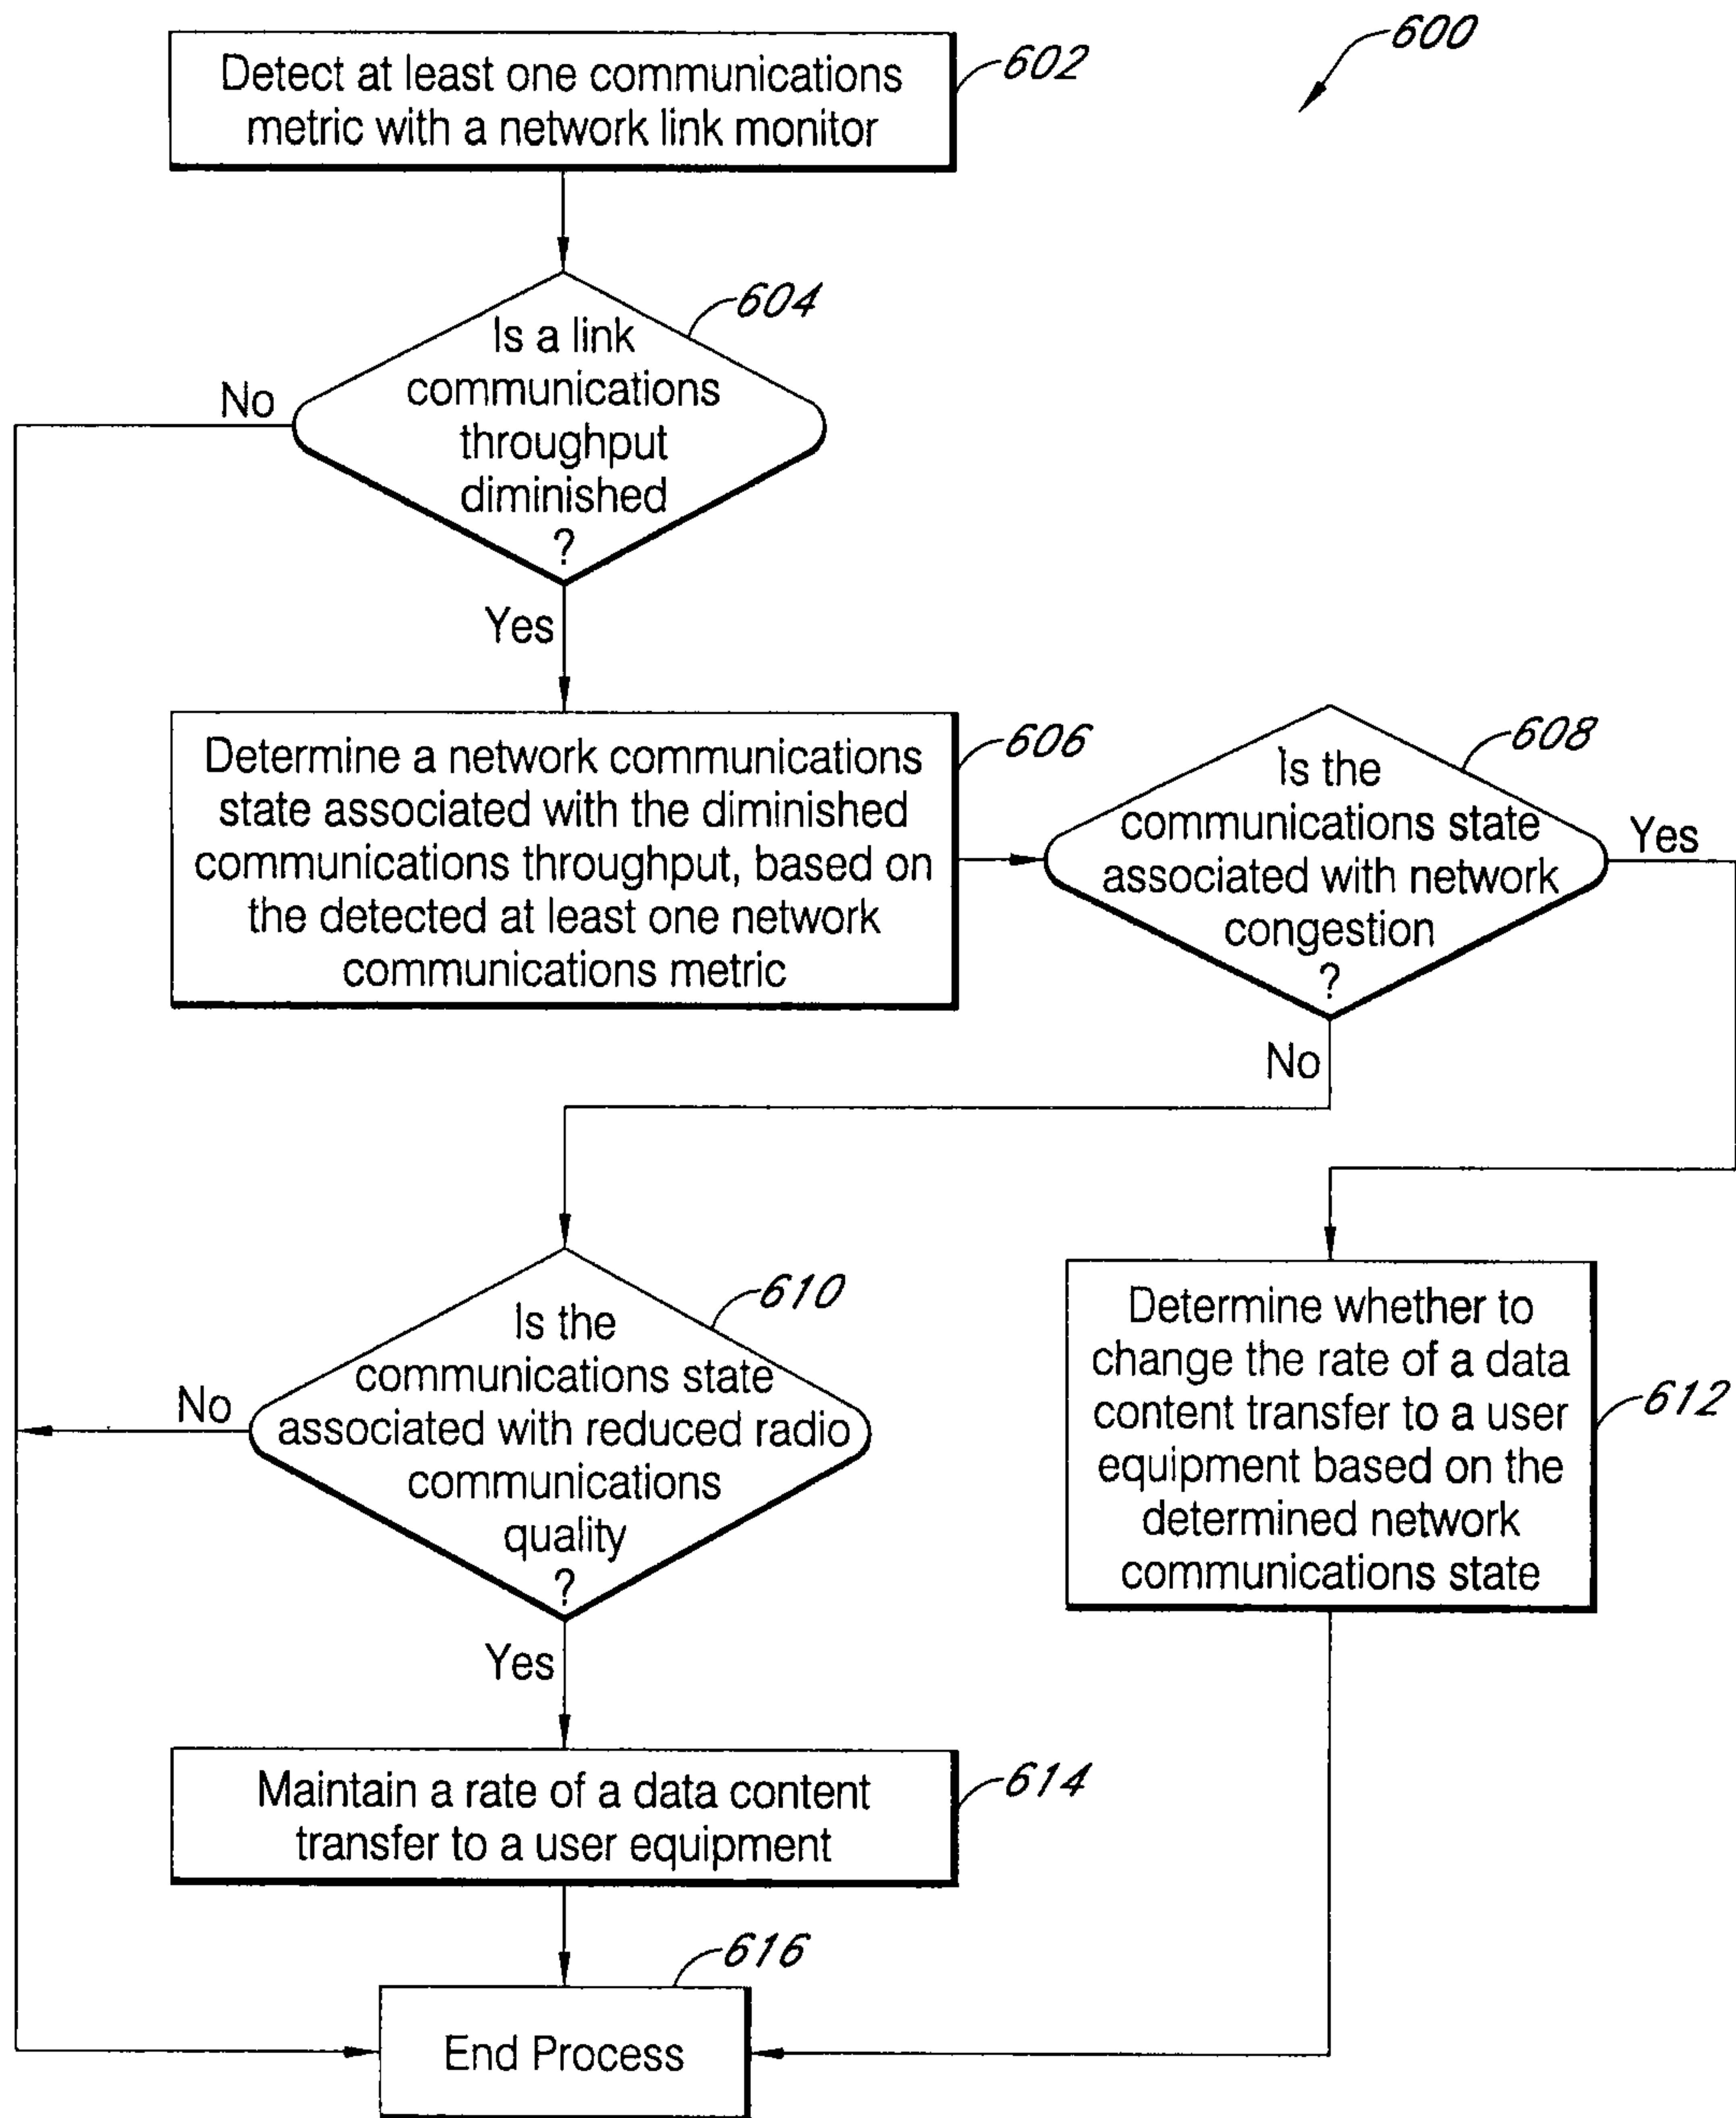 600
Detect at least one communications
metric with a network link monitor
602
604
Is a link
communications
throughput
diminished
?
No
Yes
Determine a network communications
state associated with the diminished
communications throughput, based on
the detected at least one network
communications metric
606
608
Is the
communications state
associated with network
congestion
?
Yes
No
610
Is the
communications state
associated with reduced radio
communications
quality
?
No
Yes
Determine whether to
change the rate of a data
content transfer to a user
equipment based on the
determined network
communications state
612
Maintain a rate of a data content
transfer to a user equipment
614
616
End Process